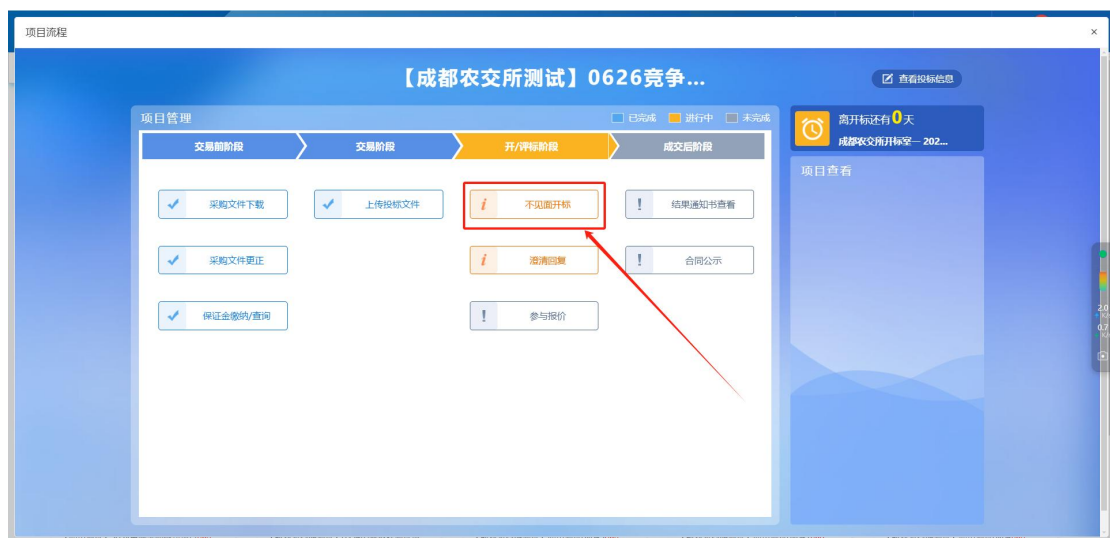 项目流程
×
【成都农交所测试】0626竞争...
查看投标信息
项目管理
已完成 进行中 未完成
离开标还有0天
成都农交所开标室— 202...
交易前阶段 交易阶段 开/评标阶段 成交后阶段
项目查看
采购文件下载 上传投标文件 不见面开标 结果通知书查看
采购文件更正 澄清回复 合同公示
保证金缴纳/查询 参与报价
2.0
0.7